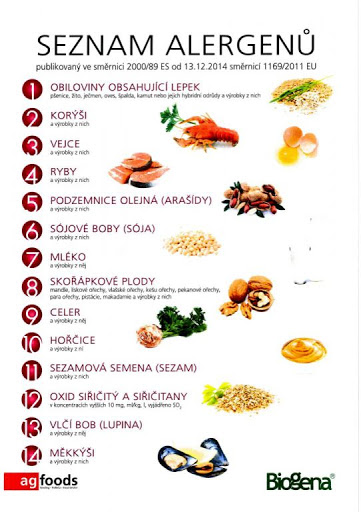 SEZNAM ALERGENŮ
publikovaný ve směrnici 2000/89 ES od 13.12.2014 směrnicí 1169/2011 EU
1 OBILOVINY OBSAHUJÍCÍ LEPEK
pšenice, žito, ječmen, oves, špalda, kamut nebo jejich hybridní odrůdy a výrobky z nich
2 KORÝŠI
a výrobky z nich
3 VEJCE
a výrobky z nich
4 RYBY
a výrobky z nich
5 PODZEMNICE OLEJNÁ (ARAŠÍDY)
a výrobky z nich
6 SÓJOVÉ BOBY (SÓJA)
a výrobky z nich
7 MLÉKO
a výrobky z něj
8 SKOŘÁPKOVÉ PLODY
mandle, lískové ořechy, vlašské ořechy, kešu ořechy, pekanové ořechy,
para ořechy, pistácie, makadamie a výrobky z nich
9 CELER
a výrobky z něj
10 HOŘČICE
a výrobky z ní
11 SEZAMOVÁ SEMENA (SEZAM)
a výrobky z nich
12 OXID SIŘIČITÝ A SIŘIČITANY
v koncentracích vyšších 10 mg, ml/kg, l, vyjádřeno SO₂
13 VLČÍ BOB (LUPINA)
a výrobky z něj
14 MĚKKÝŠI
a výrobky z nich
agfoods
Biogena®